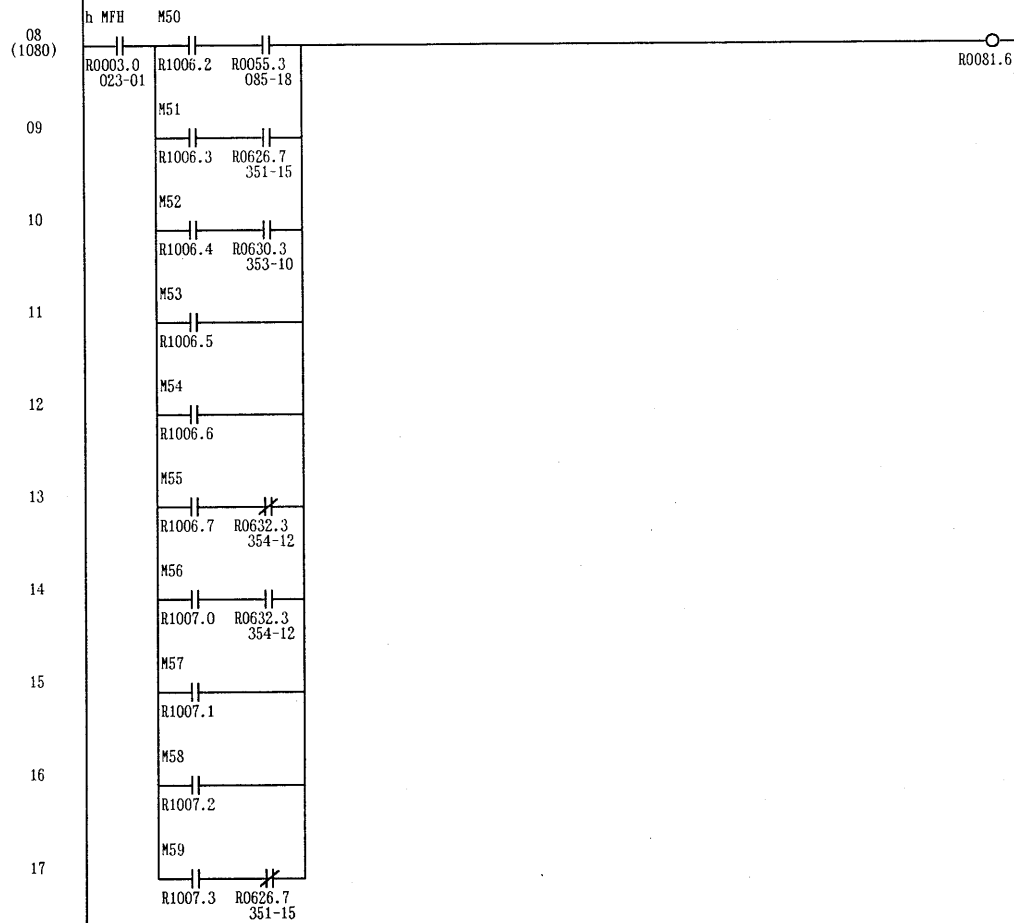 h MFH M50
08
(1080)
R0003.0 R1006.2 R0055.3 R0081.6
023-01 085-18
M51
09
R1006.3 R0626.7
351-15
M52
10
R1006.4 R0630.3
353-10
M53
11
R1006.5
M54
12
R1006.6
M55
13
R1006.7 R0632.3
354-12
M56
14
R1007.0 R0632.3
354-12
M57
15
R1007.1
M58
16
R1007.2
M59
17
R1007.3 R0626.7
351-15